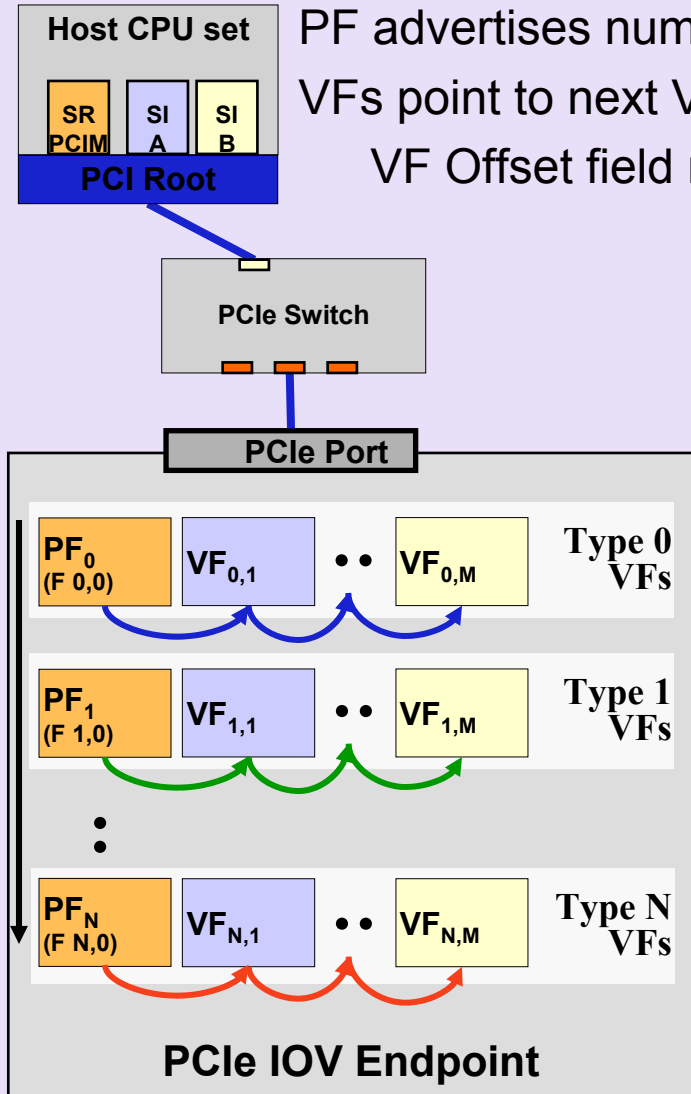 Host CPU set
SR
PCIM
SI
A
SI
B
PCI Root
PF advertises num
VFs point to next V
VF Offset field
PCIe Switch
PCIe Port
PF0
(F 0,0)
VF0,1
••
VF0,M
Type 0
VFs
PF1
(F 1,0)
VF1,1
••
VF1,M
Type 1
VFs
PFN
(F N,0)
VFN,1
••
VFN,M
Type N
VFs
PCIe IOV Endpoint